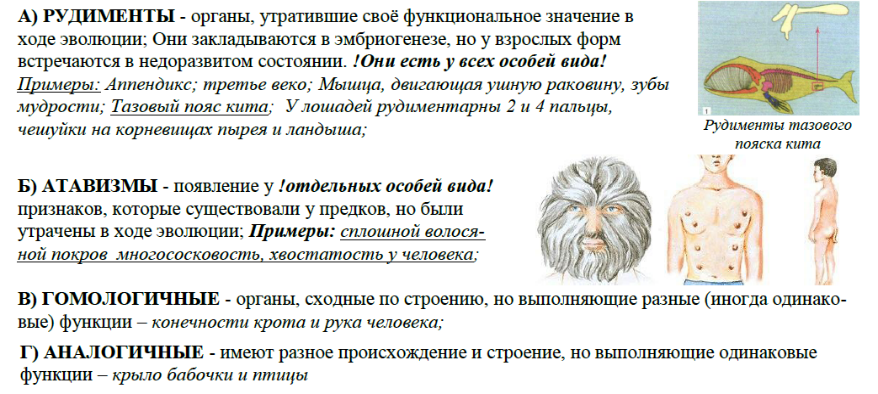 А) РУДИМЕНТЫ - органы, утратившие своё функциональное значение в
ходе эволюции; Они закладываются в эмбриогенезе, но у взрослых форм
встречаются в недоразвитом состоянии. !Они есть у всех особей вида!
Примеры: Аппендикс; третье веко; Мышца, двигающая ушную раковину, зубы
мудрости; Тазовый пояс кита; У лошадей рудиментарны 2 и 4 пальцы,
чешуйки на корневищах пырея и ландыша;
1
Рудименты тазового
пояска кита
Б) АТАВИЗМЫ - появление у !отдельных особей вида!
признаков, которые существовали у предков, но были
утрачены в ходе эволюции; Примеры: сплошной волося-
ной покров многососковость, хвостатость у человека;
В) ГОМОЛОГИЧНЫЕ - органы, сходные по строению, но выполняющие разные (иногда одинако-
вые) функции – конечности крота и рука человека;
Г) АНАЛОГИЧНЫЕ - имеют разное происхождение и строение, но выполняющие одинаковые
функции – крыло бабочки и птицы